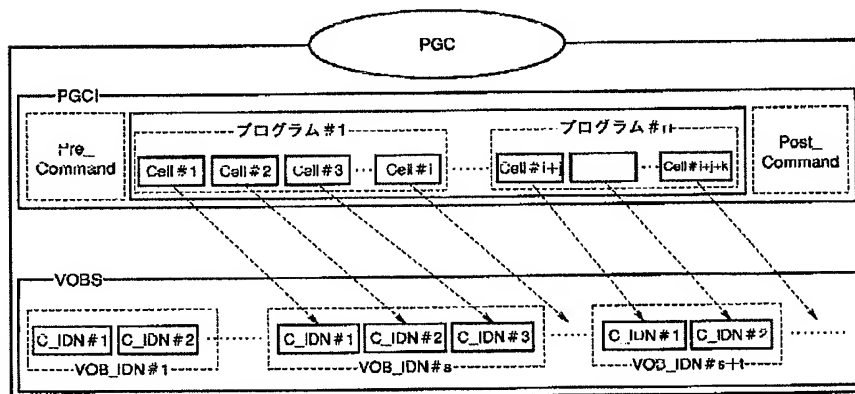 PGC
PGCI
Pre_
Command
プログラム#1
Cell#1 Cell#2 Cell#3 ... Cell#i
プログラム#n
Cell#i+j ... Cell#i+j+k
Post_
Command
VOBS
C_IDN#1 C_IDN#2
VOB_IDN#1
C_IDN#1 C_IDN#2 C_IDN#3
VOB_IDN#s
C_IDN#1 C_IDN#2
VOB_IDN#s+t